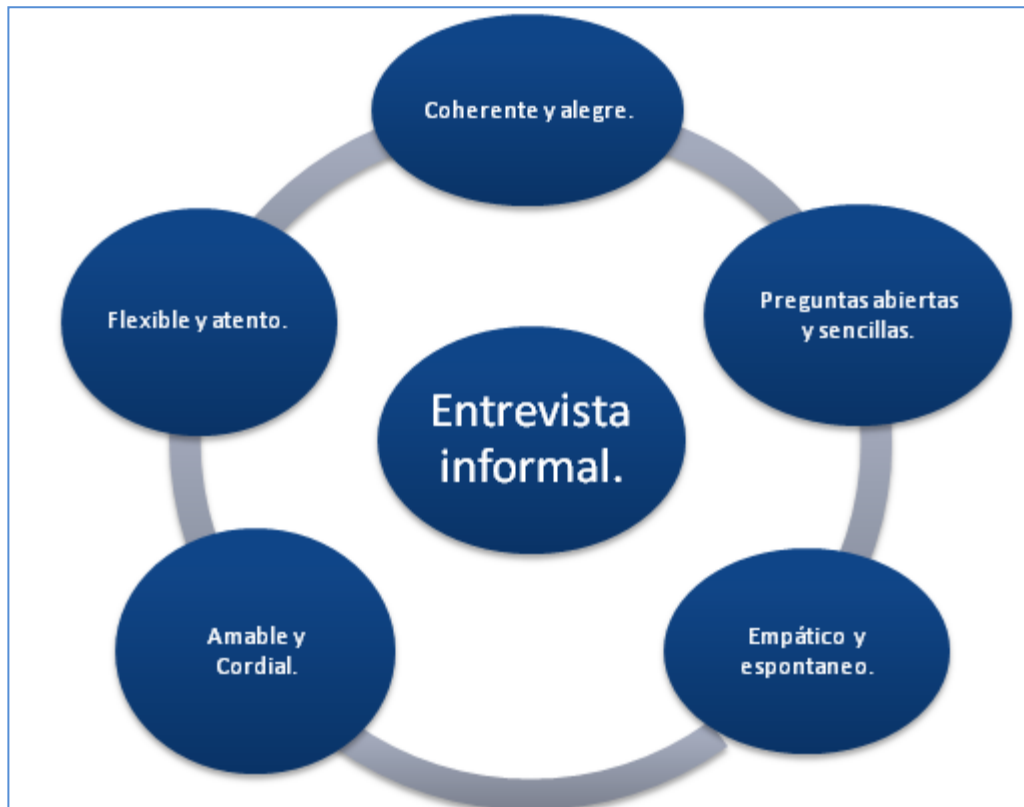 Coherente y alegre.
Preguntas abiertas
y sencillas.
Empático y
espontaneo.
Amable y
Cordial.
Flexible y atento.
Entrevista
informal.